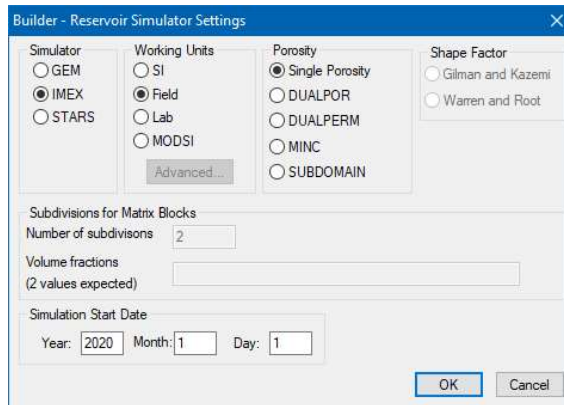 Builder - Reservoir Simulator Settings
Simulator
GEM
IMEX
STARS
Working Units
SI
Field
Lab
MODSI
Advanced...
Porosity
Single Porosity
DUALPOR
DUALPERM
MINC
SUBDOMAIN
Shape Factor
Gilman and Kazemi
Warren and Root
Subdivisions for Matrix Blocks
Number of subdivisons 2
Volume fractions
(2 values expected)
Simulation Start Date
Year: 2020 Month: 1 Day: 1
OK Cancel